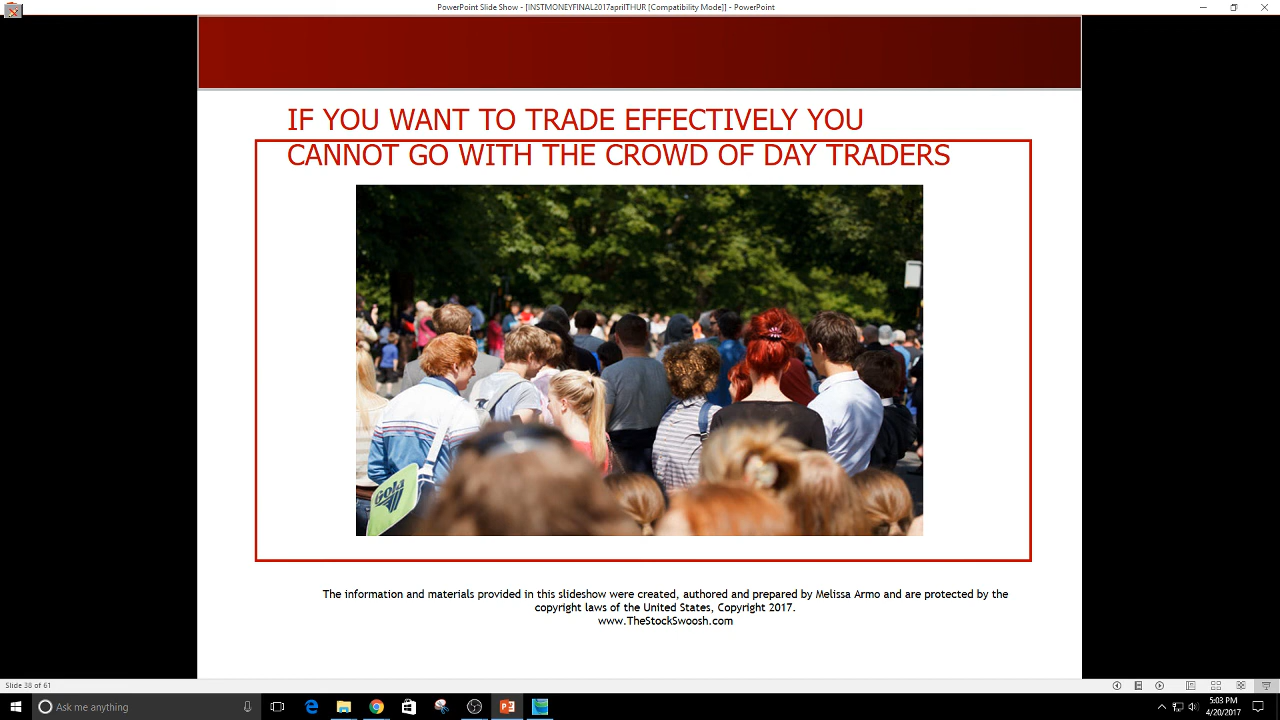 PowerPoint Slide Show - [INSTMONEYFINAL2017aprilTHUR [Compatibility Mode]] - PowerPoint
IF YOU WANT TO TRADE EFFECTIVELY YOU
CANNOT GO WITH THE CROWD OF DAY TRADERS
Gola
The information and materials provided in this slideshow were created, authored and prepared by Melissa Armo and are protected by the
copyright laws of the United States, Copyright 2017.
www.TheStockSwoosh.com
Slide 38 of 61
Ask me anything
5:03 PM
4/20/2017